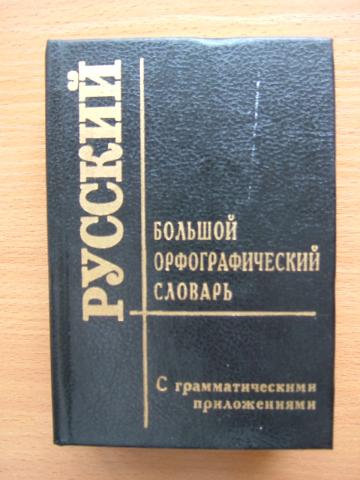 РУССКИЙ
БОЛЬШОЙ
ОРФОГРАФИЧЕСКИЙ
СЛОВАРЬ
С грамматическими
приложениями